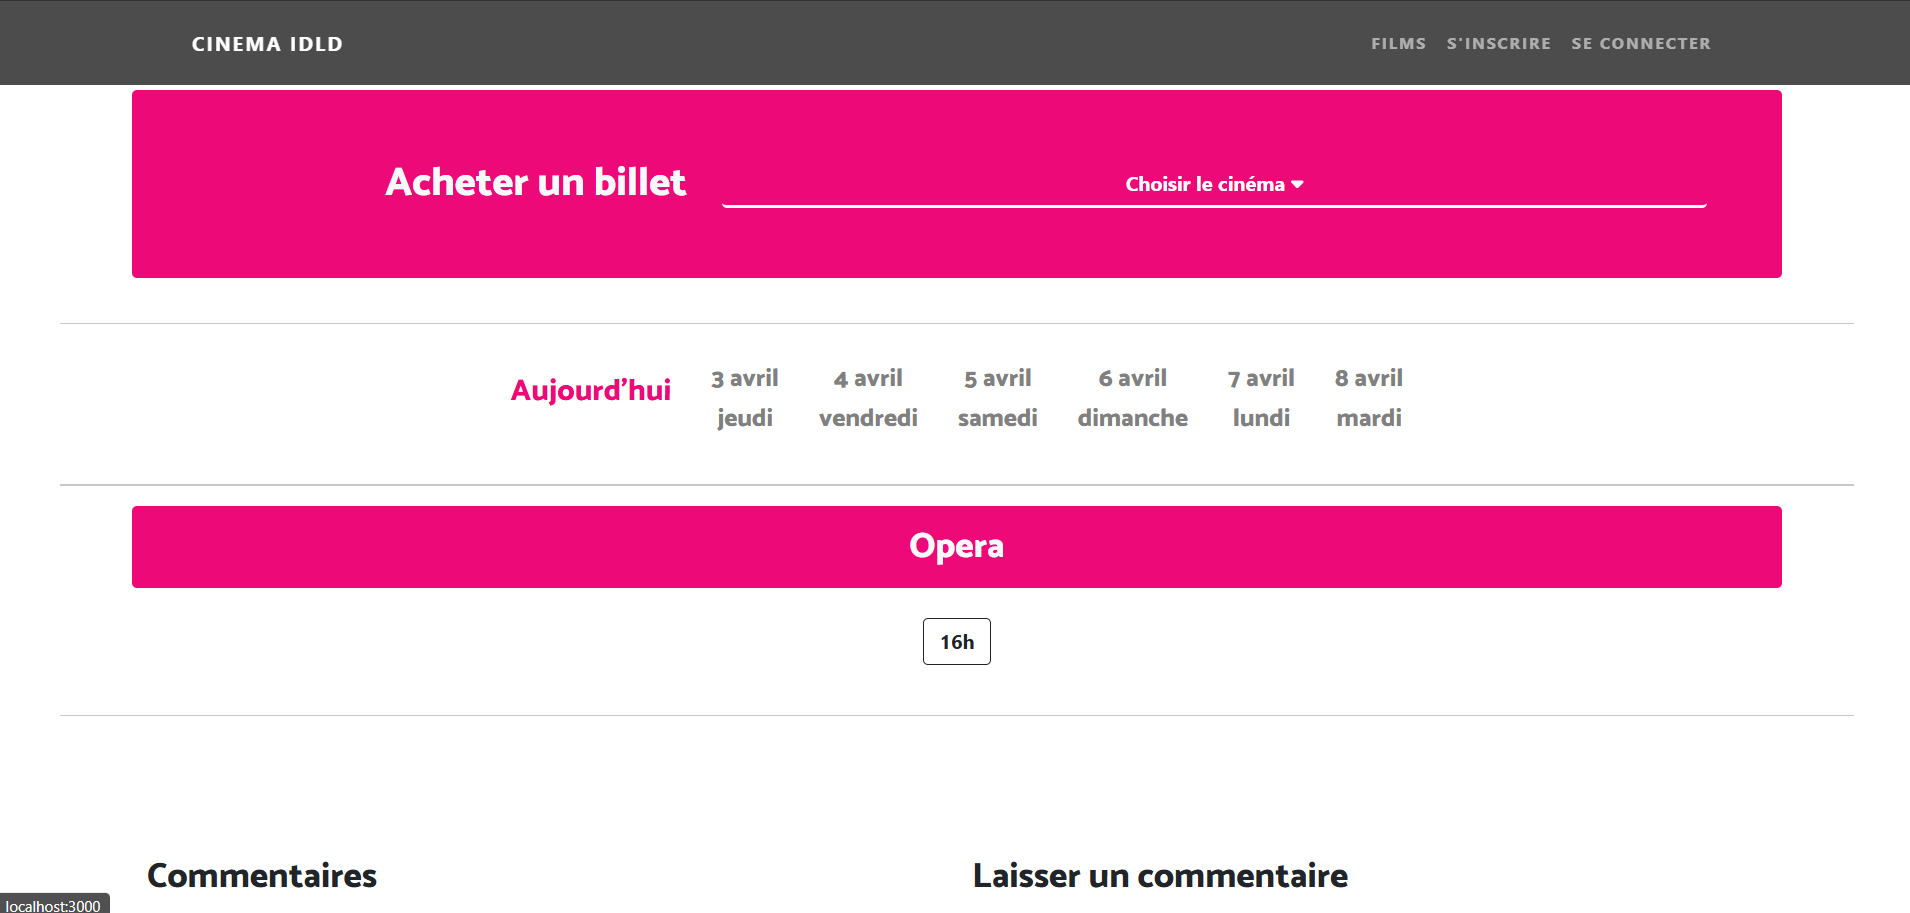 CINEMA IDLD
FILMS S'INSCRIRE SE CONNECTER
Acheter un billet
Choisir le cinéma
Aujourd'hui
3 avril
jeudi
4 avril
vendredi
5 avril
samedi
6 avril
dimanche
7 avril
lundi
8 avril
mardi
Opera
16h
Commentaires
Laisser un commentaire
localhost:3000